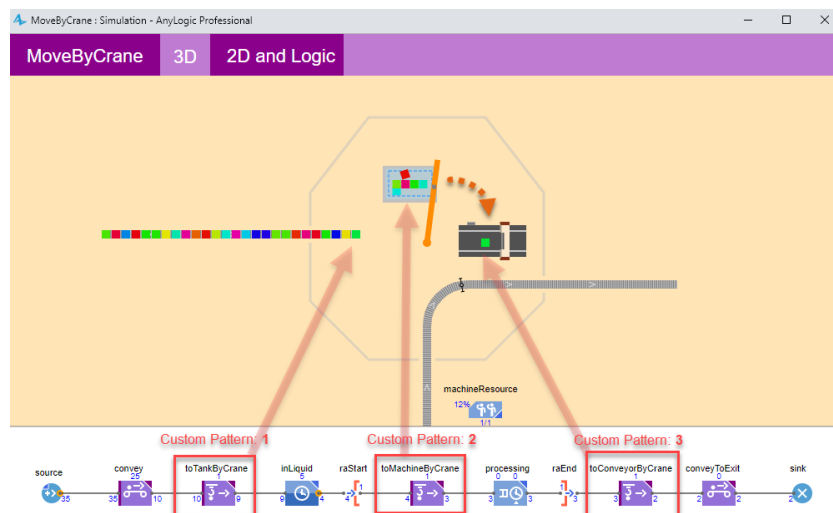 MoveByCrane : Simulation - AnyLogic Professional
MoveByCrane 3D 2D and Logic
machineResource
12%
1/1
Custom Pattern: 1 Custom Pattern: 2 Custom Pattern: 3
source convey toTankByCrane inLiquid raStart toMachineByCrane processing raEnd toConveyorByCrane conveyToExit sink
25 1 5 1 1 0 0 1 1 0
35 35 10 10 9 9 4 4 4 3 3 3 3 3 2 2 2 2